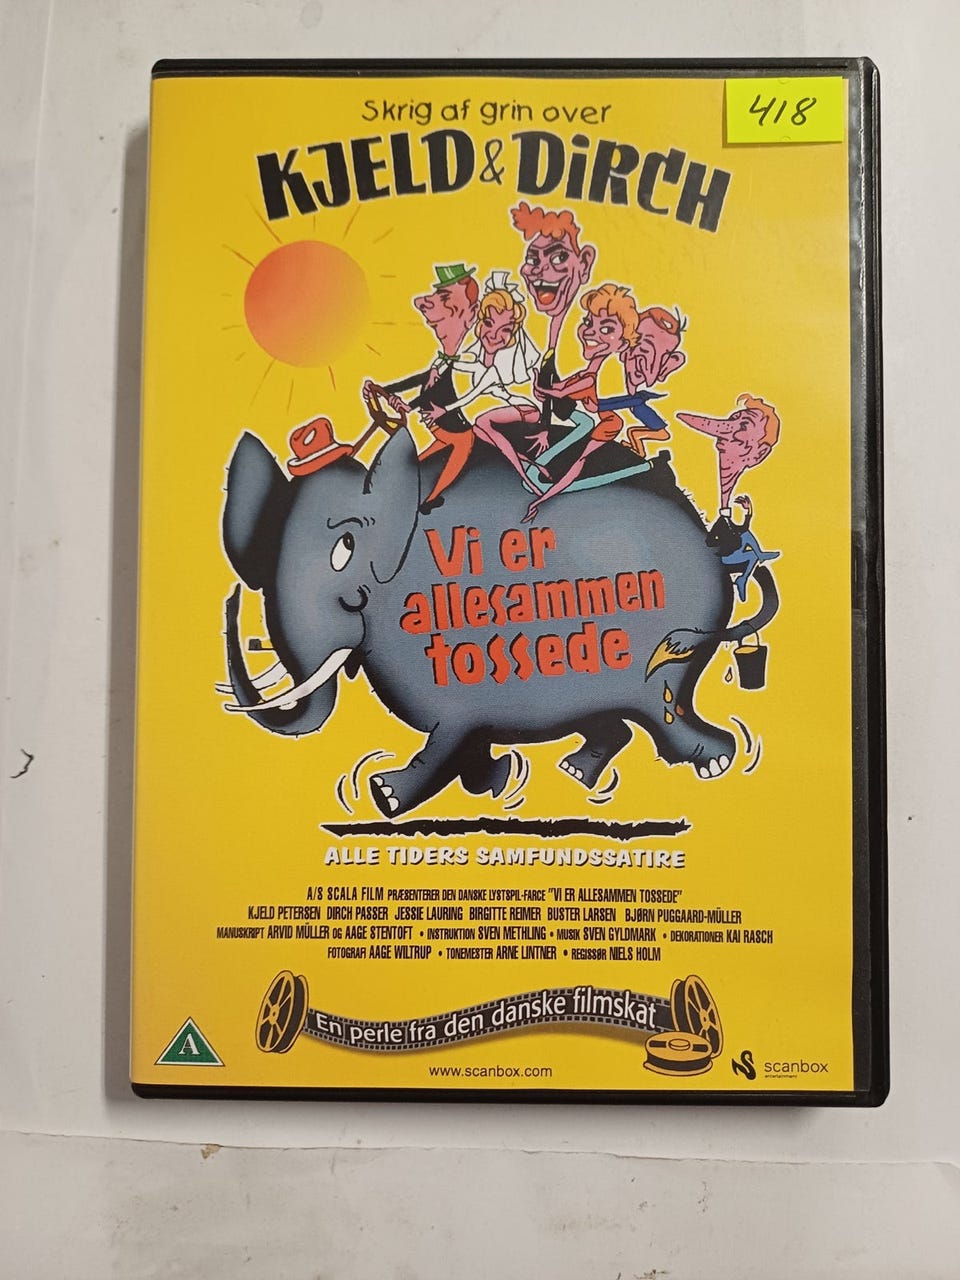 418
Skrig af grin over
KJELD & DiRCH
Vi er
allesammen
tossede
ALLE TIDERS SAMFUNDSSATIRE
A/S SCALA FILM PRÆSENTERER DEN DANSKE LYSTSPIL-FARCE "VI ER ALLESAMMEN TOSSEDE"
KJELD PETERSEN DIRCH PASSER JESSIE LAURING BIRGITTE REIMER BUSTER LARSEN BJØRN PUGGAARD-MÜLLER
MANUSKRIPT ARVID MÜLLER OG AAGE STENTOFT • INSTRUKTION SVEN METHLING • MUSIK SVEN GYLDMARK • DEKORATIONER KAI RASCH
FOTOGRAFI AAGE WILTRUP • TONEMESTER ARNE LINTNER • REGISSØR NIELS HOLM
En perle fra den danske filmskat
A
www.scanbox.com
scanbox
entertainment